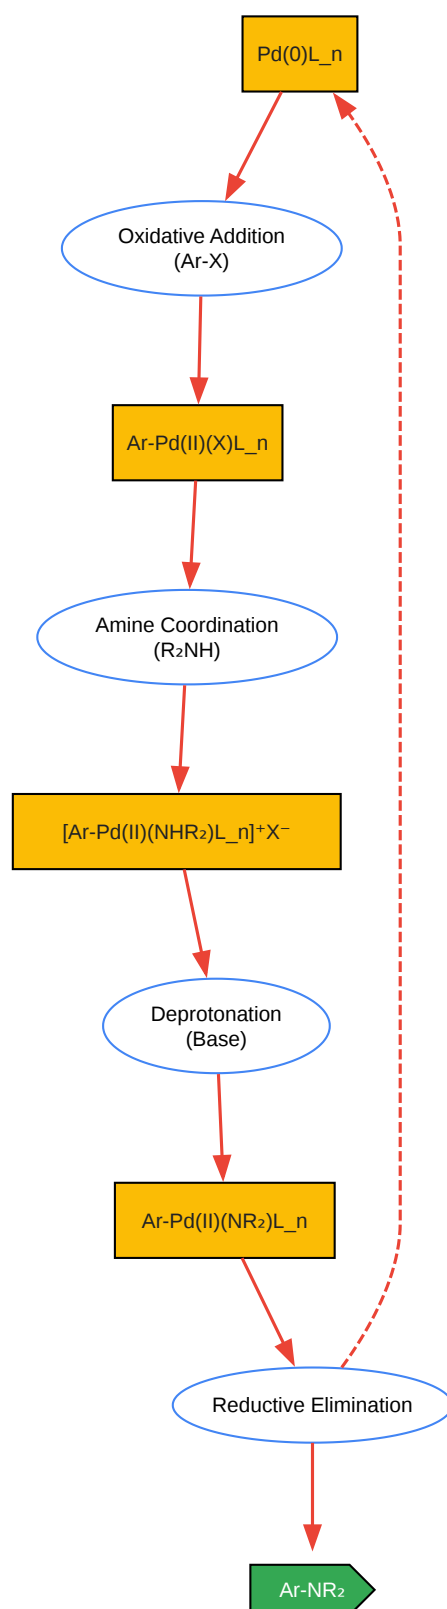 Pd(0)L_n
Oxidative Addition
(Ar-X)
Ar-Pd(II)(X)L_n
Amine Coordination
(R₂NH)
[Ar-Pd(II)(NHR₂)L_n]⁺X⁻
Deprotonation
(Base)
Ar-Pd(II)(NR₂)L_n
Reductive Elimination
Ar-NR₂